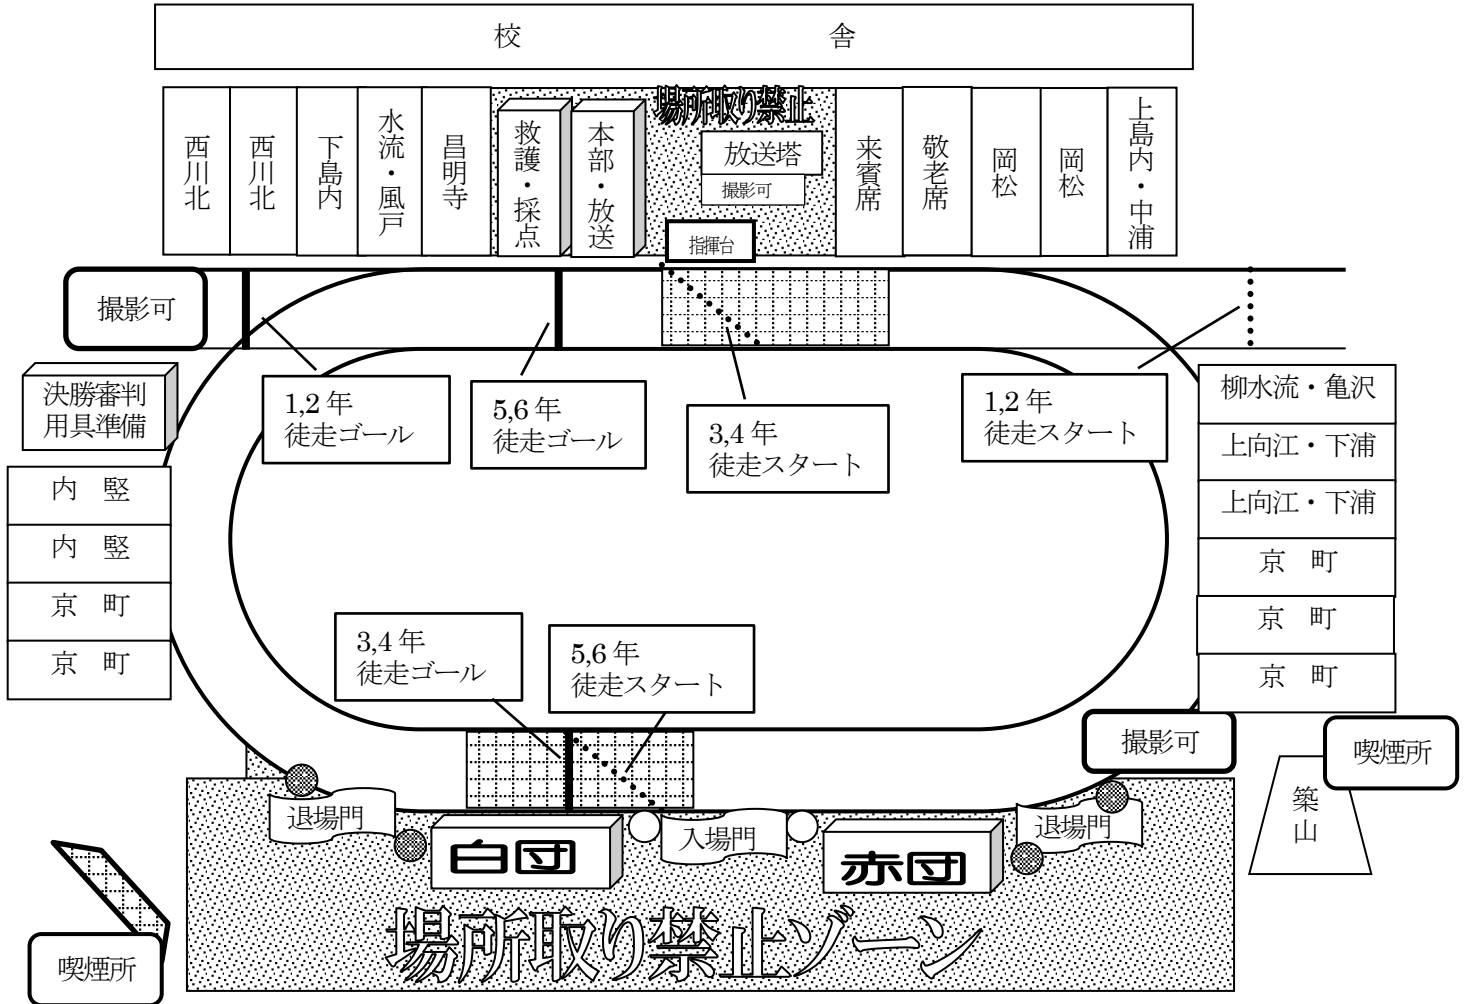 校　舎
西川北
西川北
下島内
水流・風戸
昌明寺
救護・採点
本部・放送
場所取り禁止
放送塔
撮影可
指揮台
来賓席
敬老席
岡松
岡松
上島内・中浦
撮影可
決勝審判
用具準備
1,2 年
徒走ゴール
5,6 年
徒走ゴール
3,4 年
徒走スタート
1,2 年
徒走スタート
柳水流・亀沢
上向江・下浦
上向江・下浦
京　町
京　町
京　町
内　竪
内　竪
京　町
京　町
3,4 年
徒走ゴール
5,6 年
徒走スタート
撮影可
喫煙所
築山
退場門
白団
入場門
赤団
退場門
場所取り禁止ゾーン
喫煙所